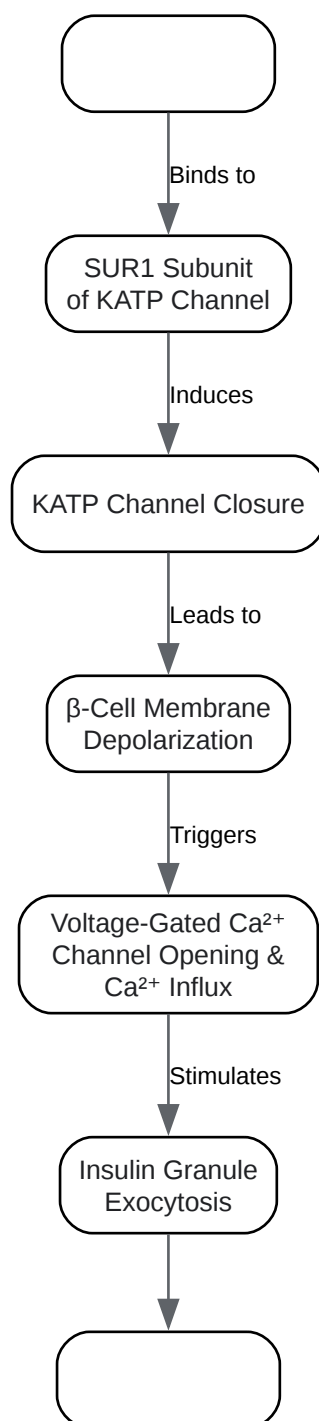 Binds to
SUR1 Subunit
of KATP Channel
Induces
KATP Channel Closure
Leads to
β-Cell Membrane
Depolarization
Triggers
Voltage-Gated Ca²⁺
Channel Opening &
Ca²⁺ Influx
Stimulates
Insulin Granule
Exocytosis